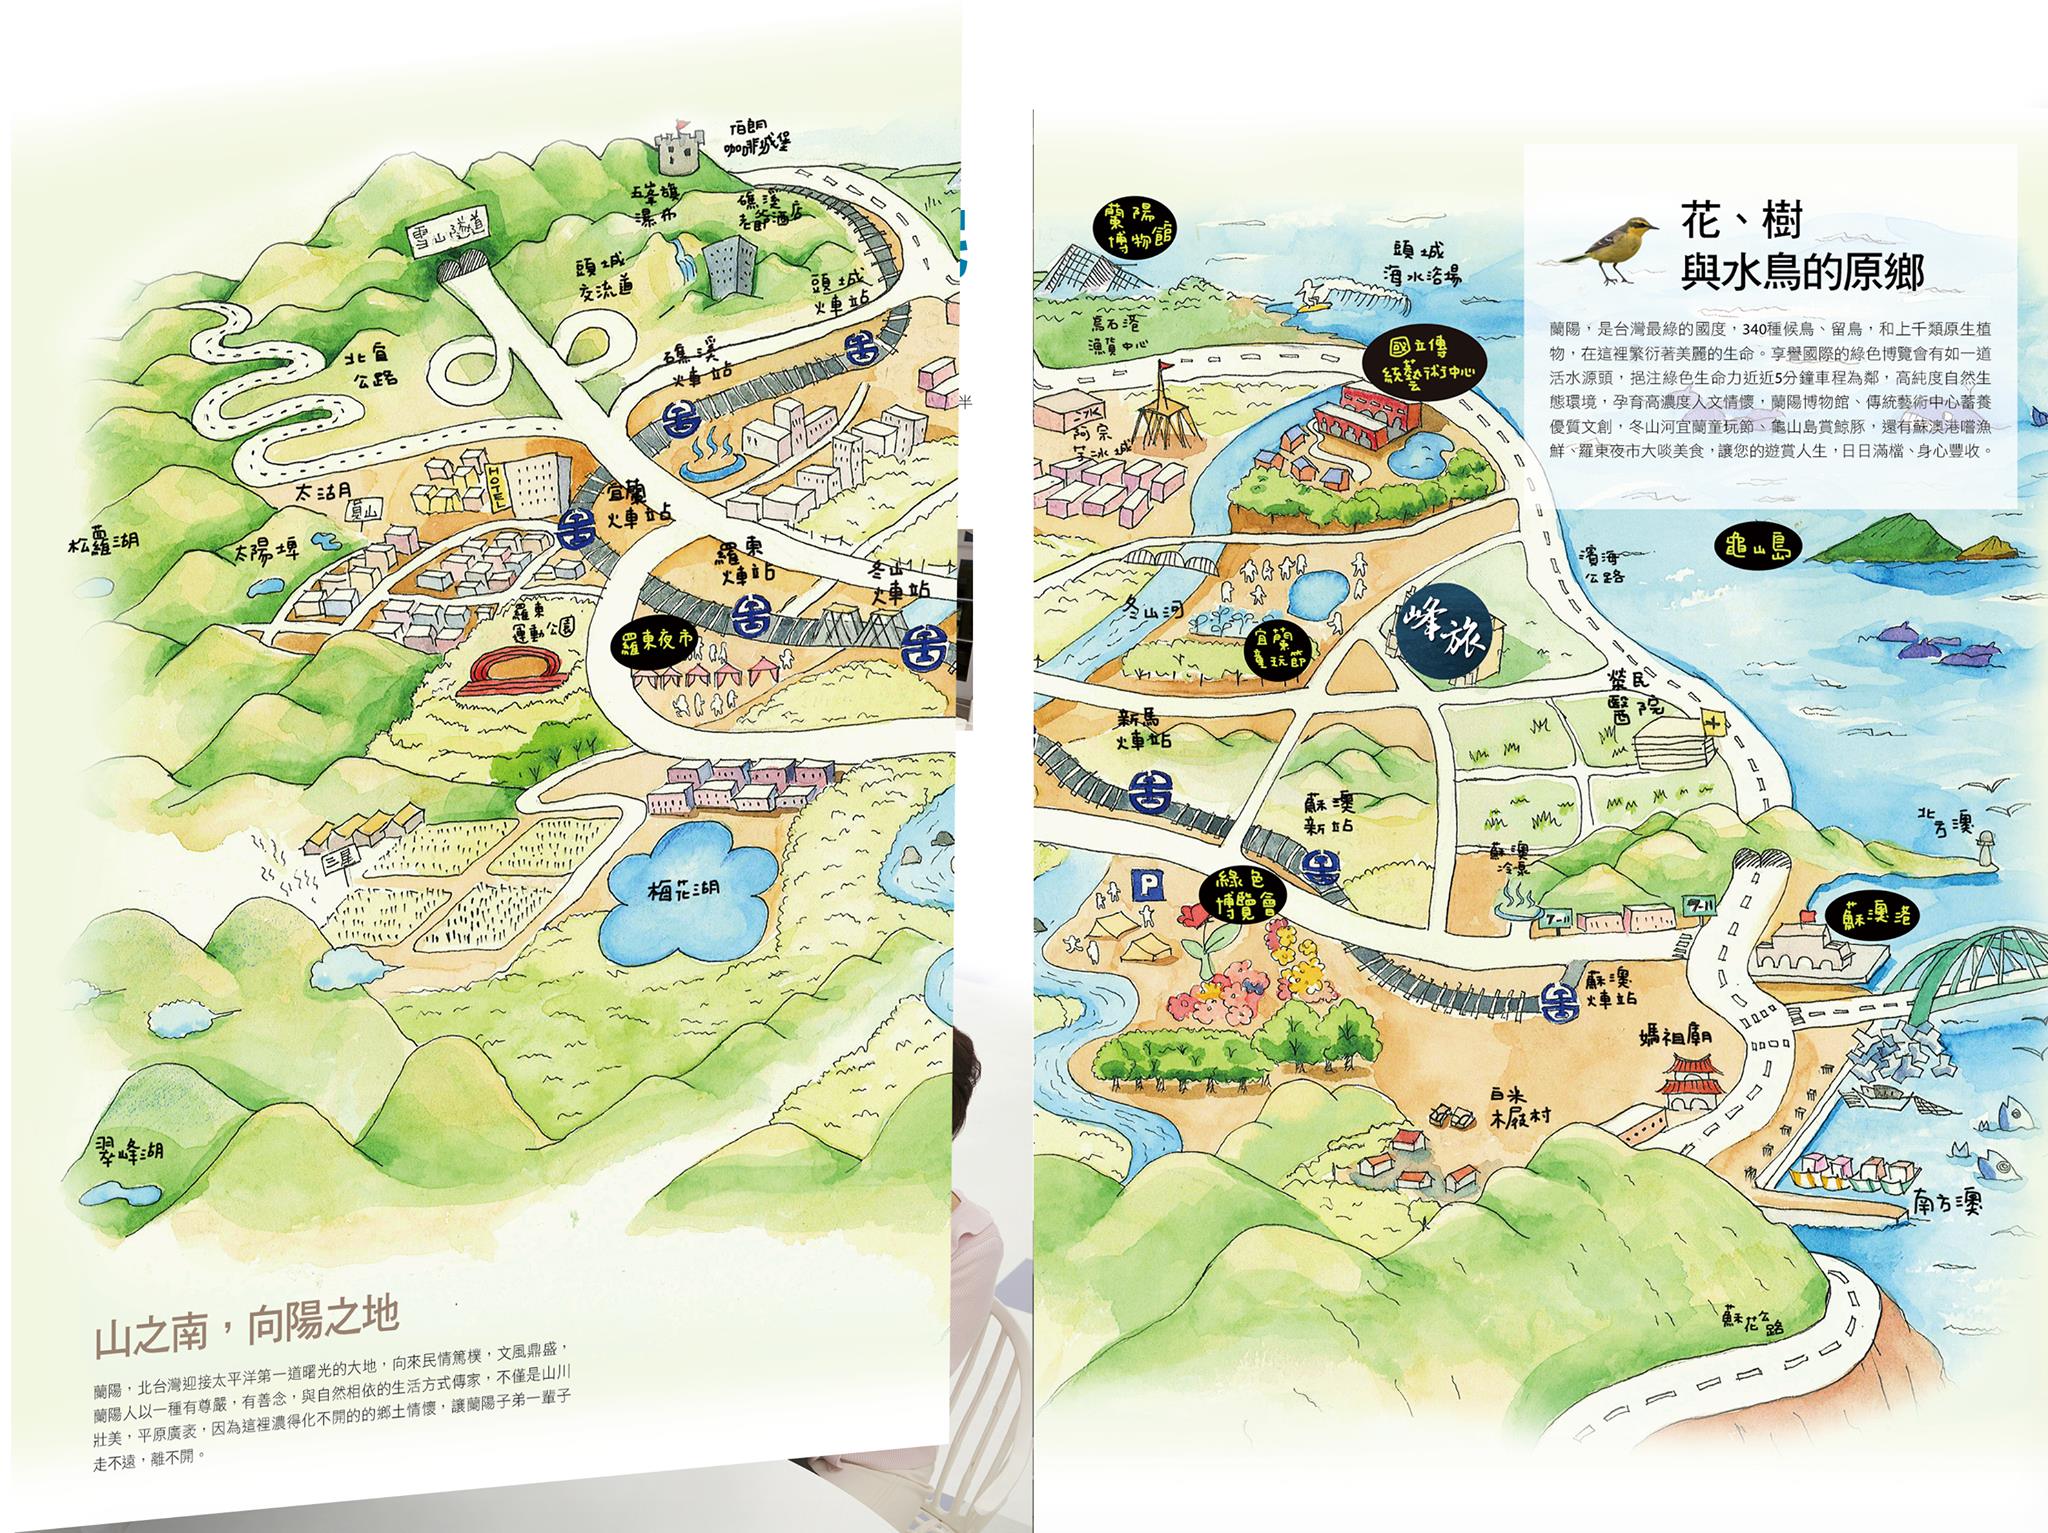 伯朗
咖啡城堡
五峯旗
瀑布
礁溪
老爺酒店
雪山隧道
頭城
交流道
頭城
火車站
北宜
公路
礁溪
火車站
半
HOTEL
太湖月
員山
宜蘭
火車站
松蘿湖
太陽埤
羅東
火車站
冬山
火車站
羅東
運動公園
羅東夜市
三星
梅花湖
翠峰湖
山之南，向陽之地
蘭陽，北台灣迎接太平洋第一道曙光的大地，向來民情篤樸，文風鼎盛，
蘭陽人以一種有尊嚴，有善念，與自然相依的生活方式傳家，不僅是山川
壯美，平原廣袤，因為這裡濃得化不開的的鄉土情懷，讓蘭陽子弟一輩子
走不遠，離不開。
蘭陽
博物館
頭城
海水浴場
烏石港
漁貨中心
國立傳
統藝術中心
冰
阿宗
芋冰城
花、樹
與水鳥的原鄉
蘭陽，是台灣最綠的國度，340種候鳥、留鳥，和上千類原生植
物，在這裡繁衍著美麗的生命。享譽國際的綠色博覽會有如一道
活水源頭，挹注綠色生命力近近5分鐘車程為鄰，高純度自然生
態環境，孕育高濃度人文情懷，蘭陽博物館、傳統藝術中心蓄養
優質文創，冬山河宜蘭童玩節、龜山島賞鯨豚，還有蘇澳港嚐漁
鮮、羅東夜市大啖美食，讓您的遊賞人生，日日滿檔、身心豐收。
龜山島
濱海
公路
冬山河
宜蘭
童玩節
峰旅
榮民
醫院
新馬
火車站
蘇澳
新站
北方澳
蘇澳
冷泉
P
綠色
博覽會
7-11
7-11
蘇澳港
蘇澳
火車站
媽祖廟
白米
木屐村
南方澳
蘇花公路